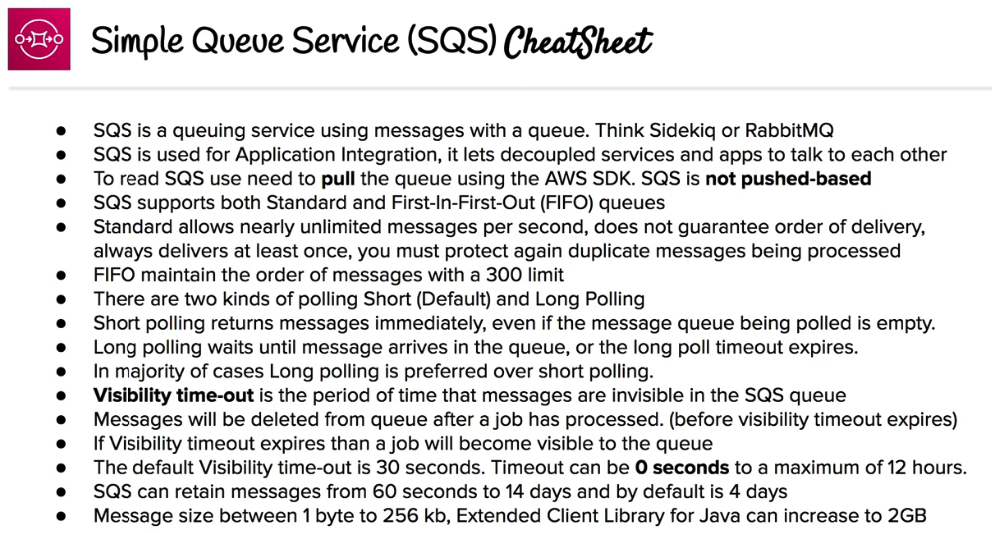 Simple Queue Service (SQS) CheatSheet
● SQS is a queuing service using messages with a queue. Think Sidekiq or RabbitMQ
● SQS is used for Application Integration, it lets decoupled services and apps to talk to each other
● To read SQS use need to pull the queue using the AWS SDK. SQS is not pushed-based
● SQS supports both Standard and First-In-First-Out (FIFO) queues
● Standard allows nearly unlimited messages per second, does not guarantee order of delivery,
always delivers at least once, you must protect again duplicate messages being processed
● FIFO maintain the order of messages with a 300 limit
● There are two kinds of polling Short (Default) and Long Polling
● Short polling returns messages immediately, even if the message queue being polled is empty.
● Long polling waits until message arrives in the queue, or the long poll timeout expires.
● In majority of cases Long polling is preferred over short polling.
● Visibility time-out is the period of time that messages are invisible in the SQS queue
● Messages will be deleted from queue after a job has processed. (before visibility timeout expires)
● If Visibility timeout expires than a job will become visible to the queue
● The default Visibility time-out is 30 seconds. Timeout can be 0 seconds to a maximum of 12 hours.
● SQS can retain messages from 60 seconds to 14 days and by default is 4 days
● Message size between 1 byte to 256 kb, Extended Client Library for Java can increase to 2GB